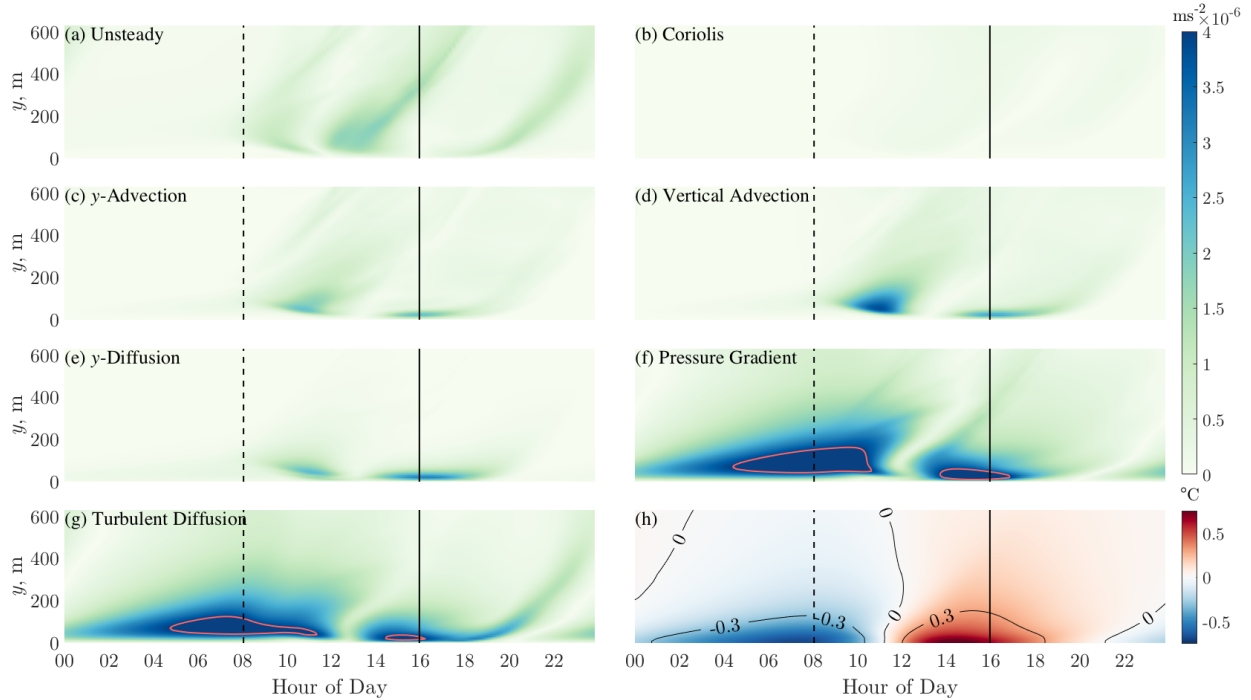 ms⁻²
×10⁻⁶
(a) Unsteady
(b) Coriolis
y, m
600
400
200
0
4
3.5
3
2.5
2
1.5
1
0.5
0
(c) y-Advection
(d) Vertical Advection
y, m
600
400
200
0
(e) y-Diffusion
(f) Pressure Gradient
y, m
600
400
200
0
(g) Turbulent Diffusion
(h)
y, m
600
400
200
0
0
0
0
0
-0.3
-0.3
0.3
°C
0.5
0
-0.5
00 02 04 06 08 10 12 14 16 18 20 22
00 02 04 06 08 10 12 14 16 18 20 22
Hour of Day
Hour of Day